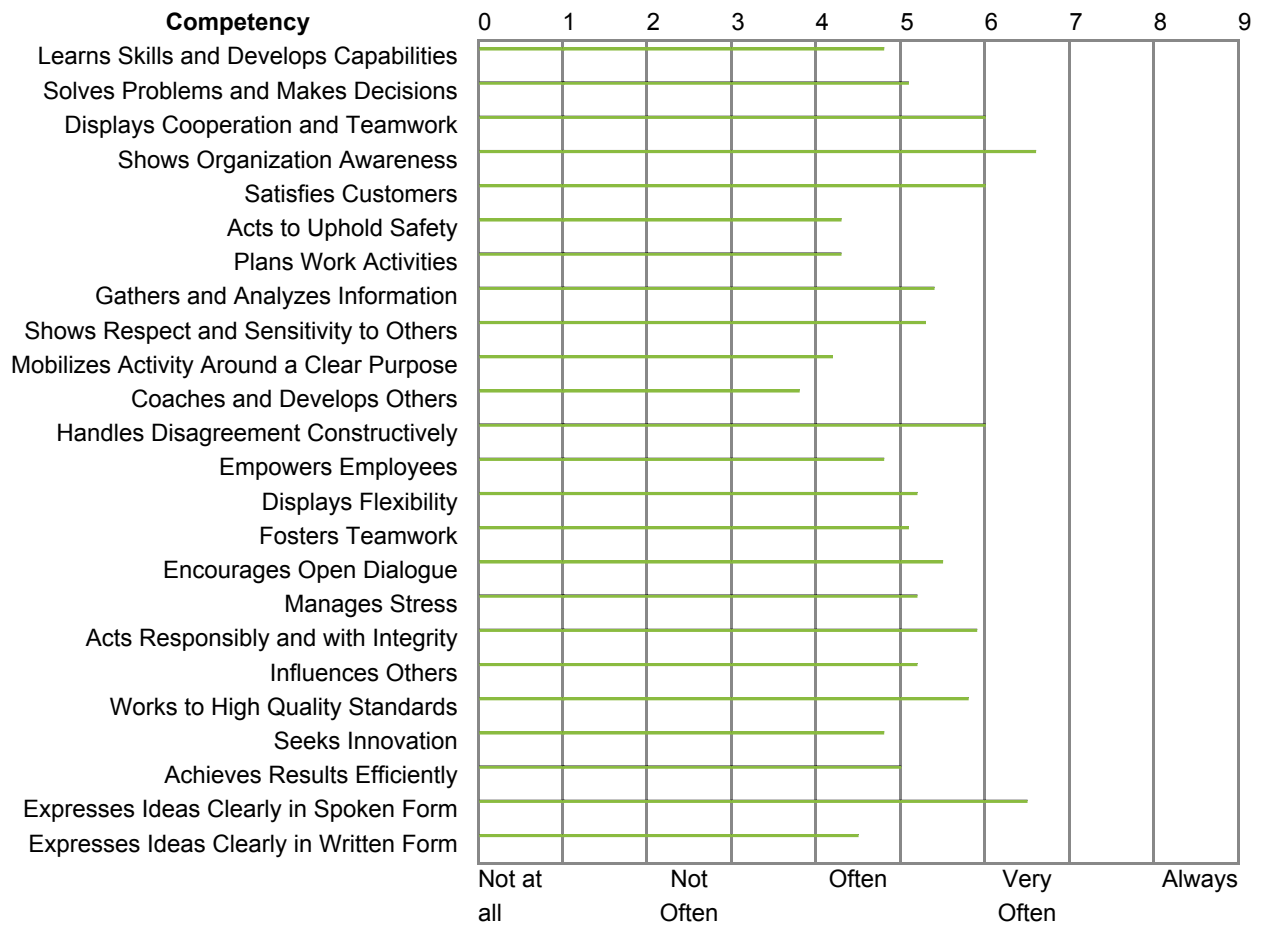 Competency 0 1 2 3 4 5 6 7 8 9
Learns Skills and Develops Capabilities
Solves Problems and Makes Decisions
Displays Cooperation and Teamwork
Shows Organization Awareness
Satisfies Customers
Acts to Uphold Safety
Plans Work Activities
Gathers and Analyzes Information
Shows Respect and Sensitivity to Others
Mobilizes Activity Around a Clear Purpose
Coaches and Develops Others
Handles Disagreement Constructively
Empowers Employees
Displays Flexibility
Fosters Teamwork
Encourages Open Dialogue
Manages Stress
Acts Responsibly and with Integrity
Influences Others
Works to High Quality Standards
Seeks Innovation
Achieves Results Efficiently
Expresses Ideas Clearly in Spoken Form
Expresses Ideas Clearly in Written Form
Not at Not Often Very Always
all Often Often